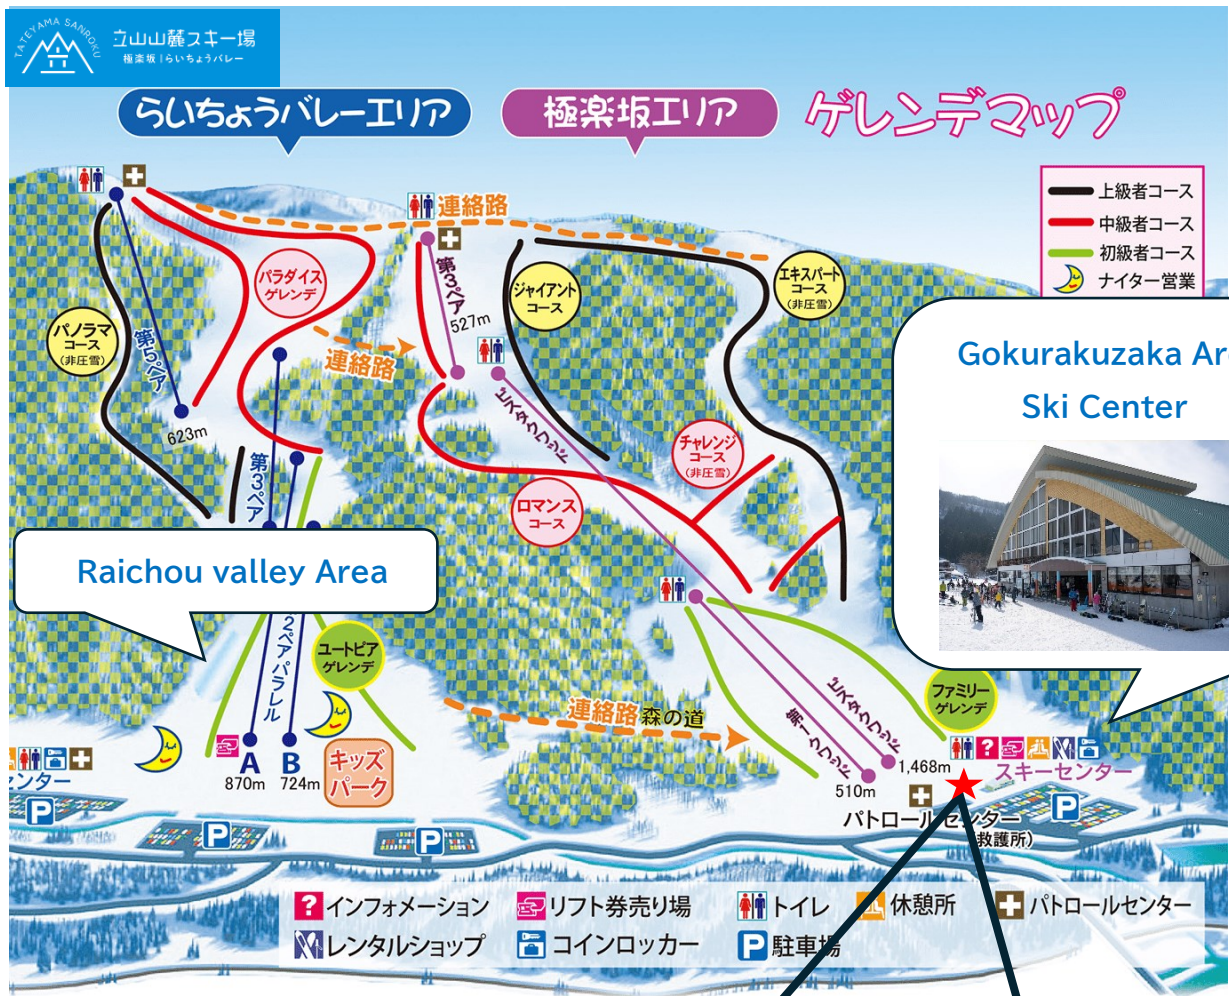 TATEYAMA SANROKU
立山山麓スキー場
極楽坂|らいちょうバレー
らいちょうバレーエリア
極楽坂エリア
ゲレンデマップ
上級者コース
中級者コース
初級者コース
ナイター営業
連絡路
パラダイス
ゲレンデ
第3ペア
527m
ジャイアント
コース
エキスパート
コース
(非圧雪)
パノラマ
コース
(非圧雪)
第5ペア
623m
連絡路
Gokurakuzaka Ar
Ski Center
ビスタクワッド
チャレンジ
コース
(非圧雪)
第3ペア
ロマンス
コース
Raichou valley Area
2ペアパラレル
ユートピア
ゲレンデ
ファミリー
ゲレンデ
連絡路 森の道
ビスタクワッド
第1クワッド
A
870m
B
724m
キッズ
パーク
1,468m
510m
スキーセンター
ンター
パトロールセンター
救護所)
P
P
P
P
? インフォメーション
リフト券売り場
トイレ
休憩所
パトロールセンター
レンタルショップ
コインロッカー
P 駐車場